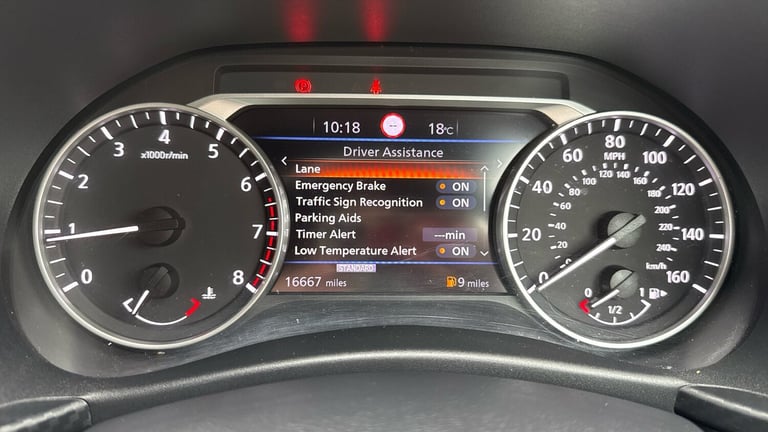 10:18
--
18°C
Driver Assistance
Lane
Emergency Brake ON
Traffic Sign Recognition ON
Parking Aids
Timer Alert ---min
Low Temperature Alert ON
STANDARD
16667 miles
9 miles
0
1
2
3
4
5
6
7
8
x1000r/min
0
20
40
60
80
100
120
140
160
MPH
20
40
60
80
100
120
140
160
180
200
220
240
km/h
0
1/2
1
P